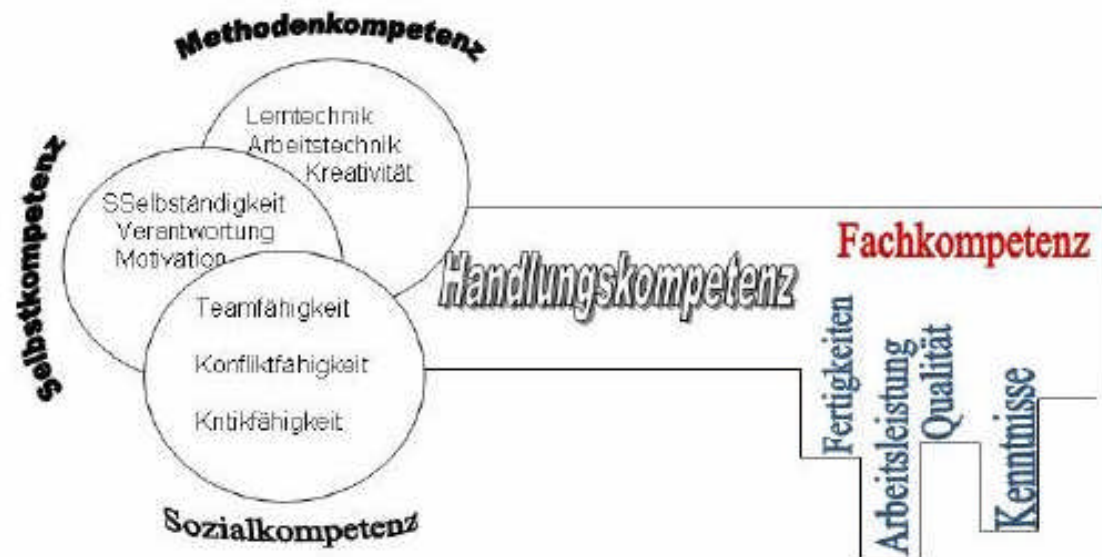 Methodenkompetenz
Lerntechnik
Arbeitstechnik
Kreativität
Selbstkompetenz
SSelbständigkeit
Verantwortung
Motivation
Teamfähigkeit
Konfliktfähigkeit
Kritikfähigkeit
Sozialkompetenz
Handlungskompetenz
Fachkompetenz
Fertigkeiten
Arbeitsleistung
Qualität
Kenntnisse